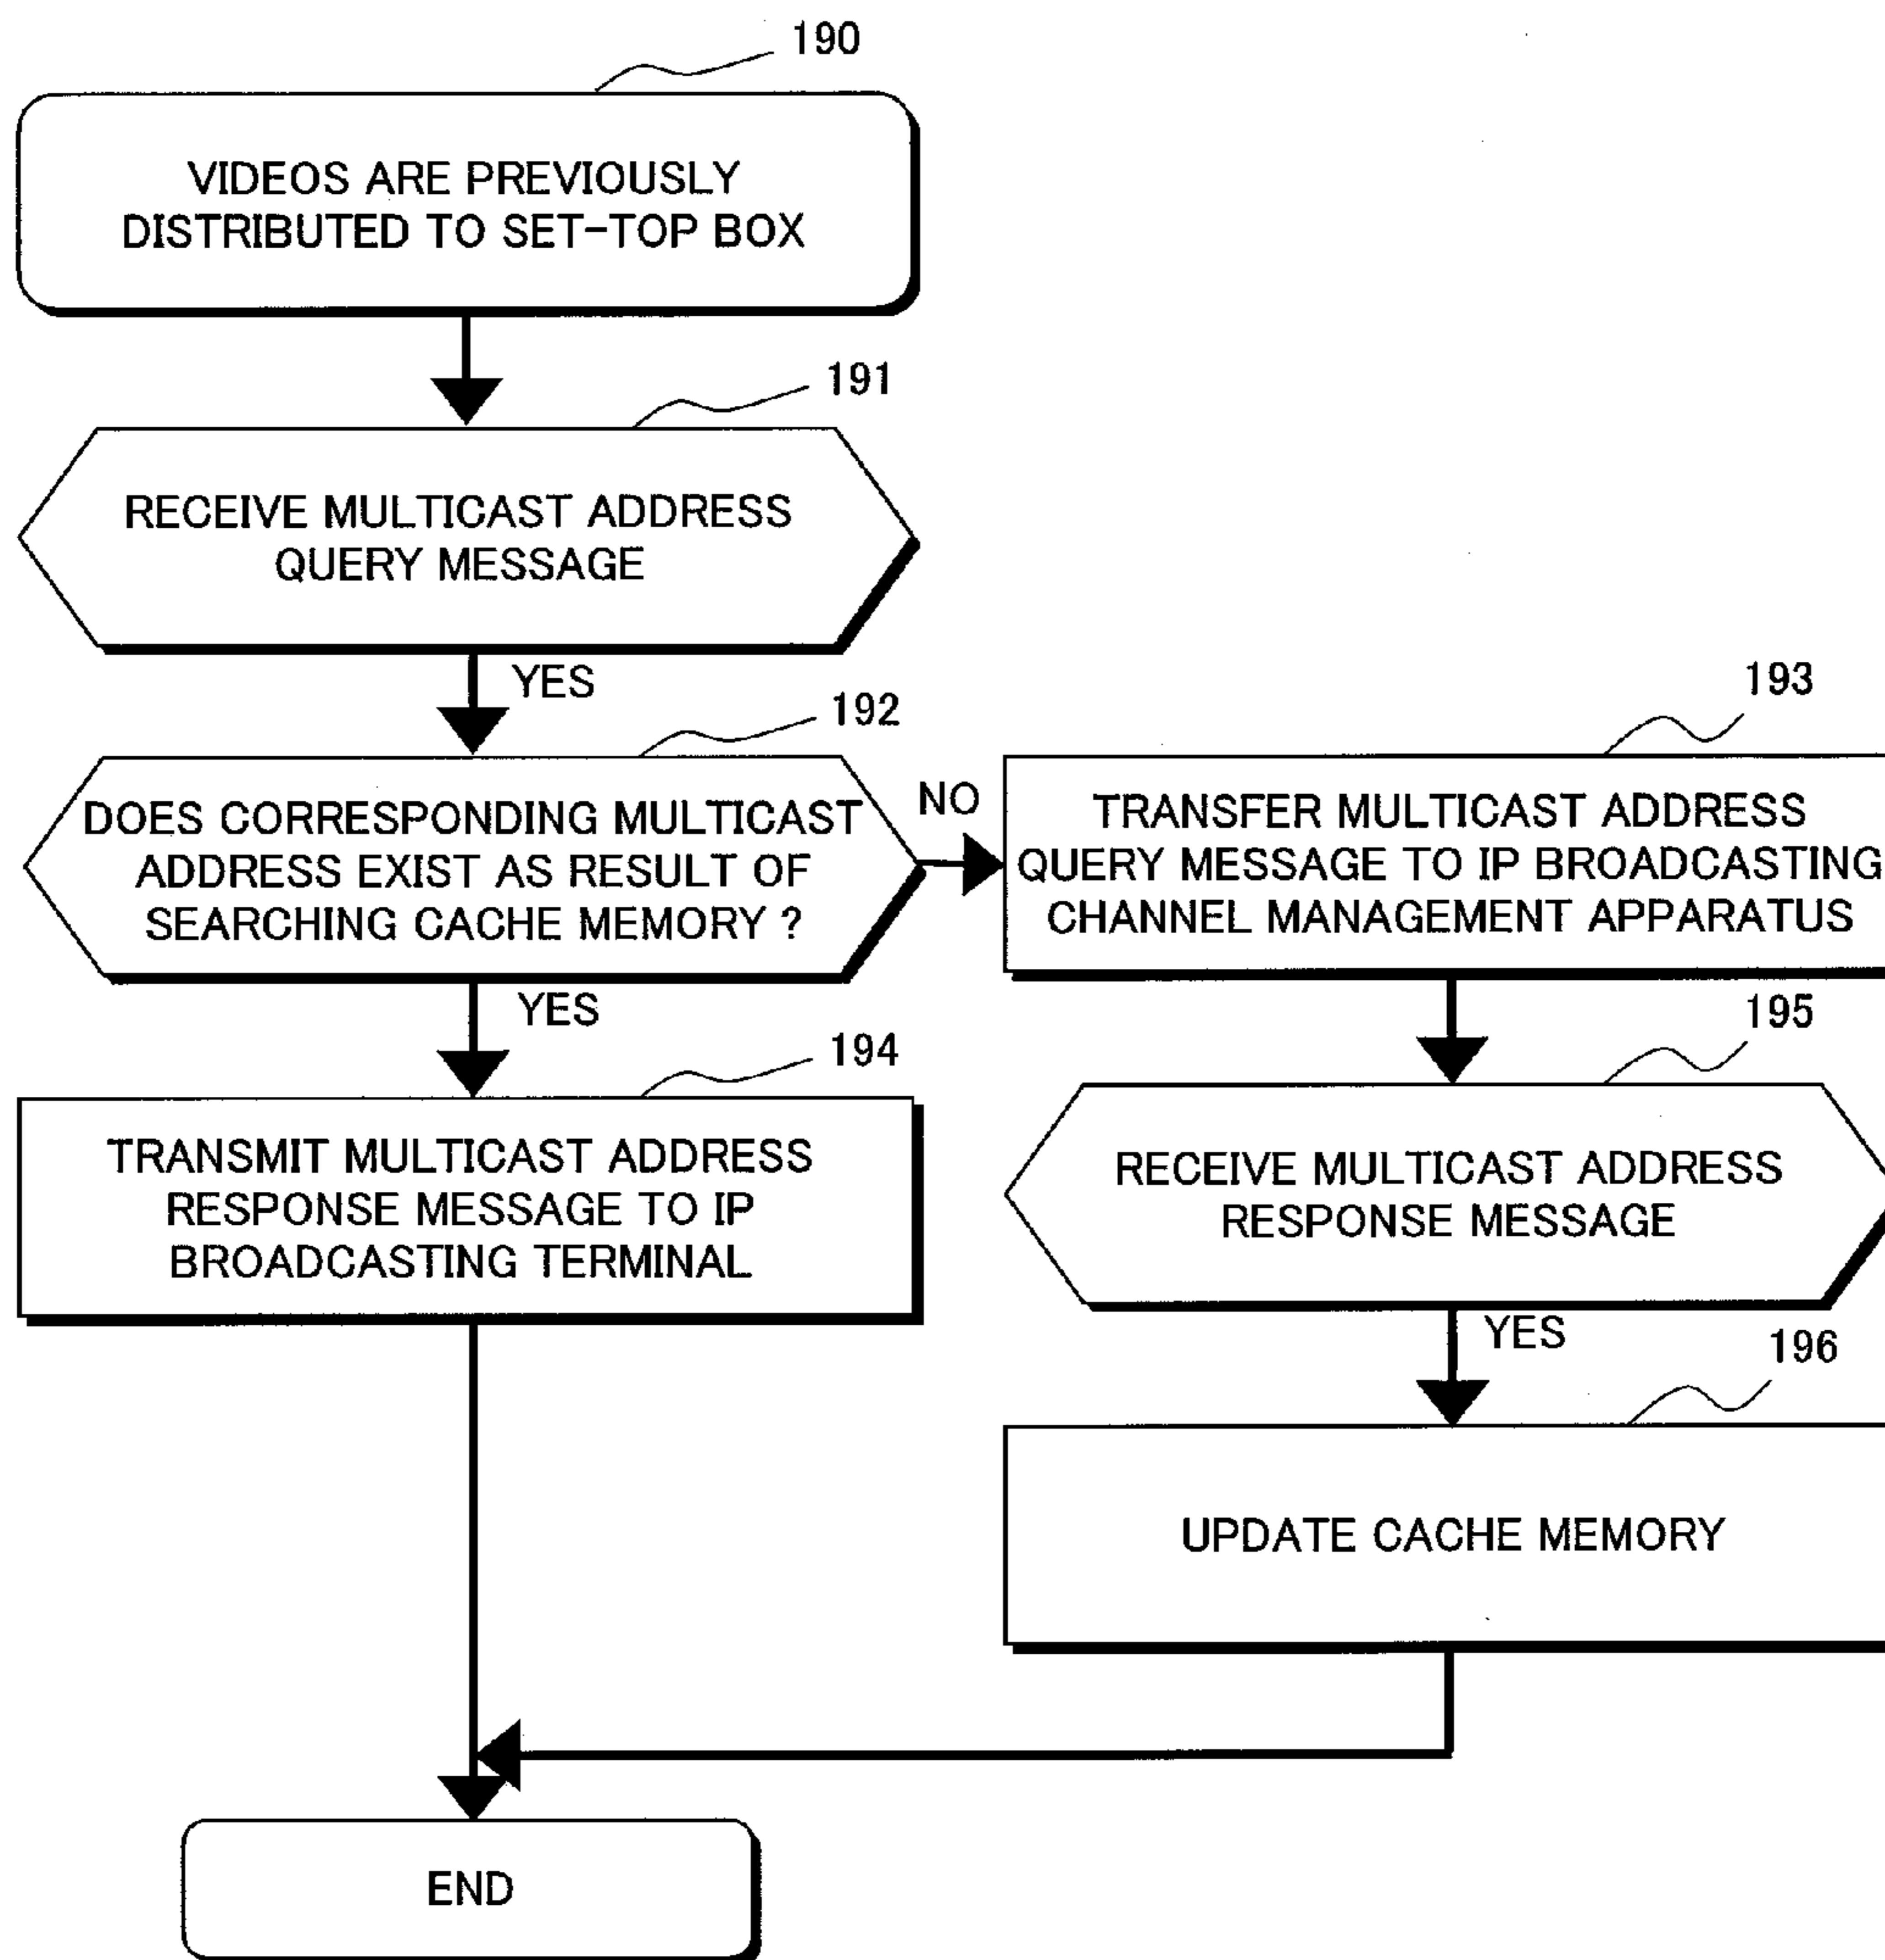 190
VIDEOS ARE PREVIOUSLY
DISTRIBUTED TO SET-TOP BOX
191
RECEIVE MULTICAST ADDRESS
QUERY MESSAGE
YES
192
DOES CORRESPONDING MULTICAST
ADDRESS EXIST AS RESULT OF
SEARCHING CACHE MEMORY ?
NO
193
TRANSFER MULTICAST ADDRESS
QUERY MESSAGE TO IP BROADCASTING
CHANNEL MANAGEMENT APPARATUS
YES
194
TRANSMIT MULTICAST ADDRESS
RESPONSE MESSAGE TO IP
BROADCASTING TERMINAL
195
RECEIVE MULTICAST ADDRESS
RESPONSE MESSAGE
YES
196
UPDATE CACHE MEMORY
END